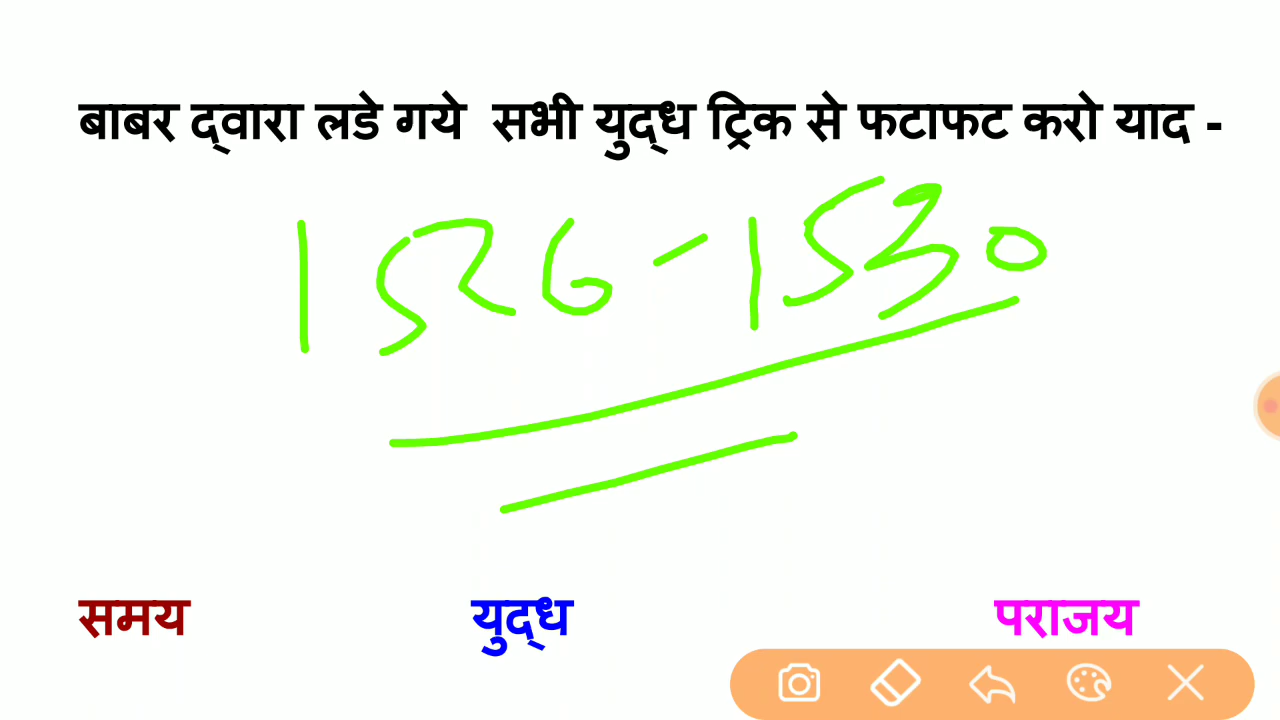 बाबर द्वारा लडे गये सभी युद्ध ट्रिक से फटाफट करो याद -
1526-1530
समय युद्ध पराजय